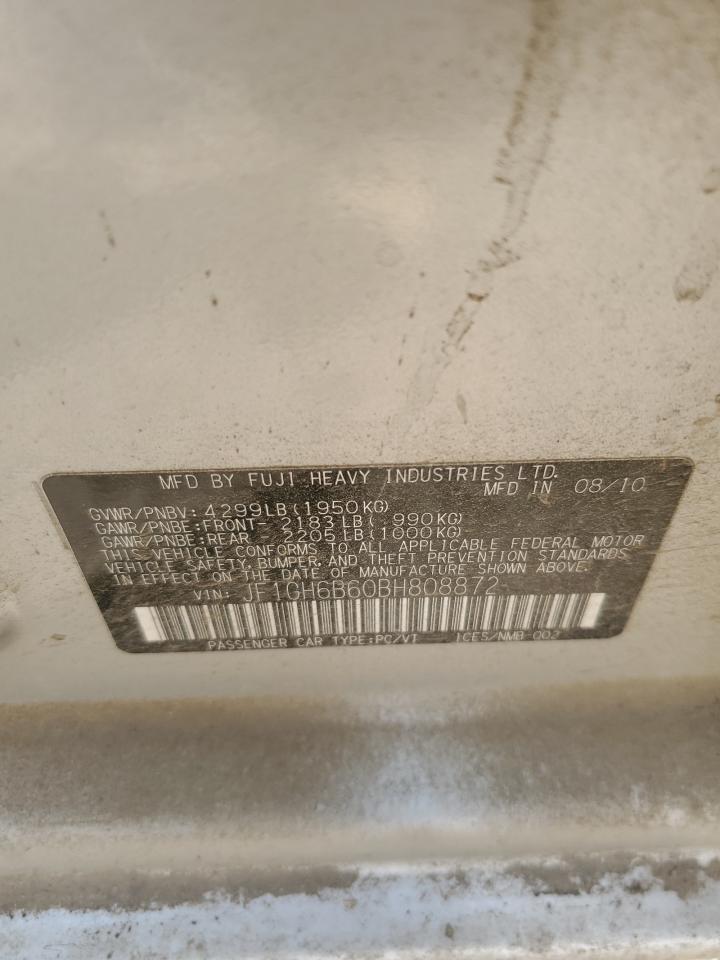 MFD BY FUJI HEAVY INDUSTRIES LTD.
MFD IN 08/10
GVWR/PNBV: 4299LB(1950KG)
GAWR/PNBE:FRONT- 2183LB( 990KG)
GAWR/PNBE:REAR 2205LB(1000KG)
THIS VEHICLE CONFORMS TO ALL APPLICABLE FEDERAL MOTOR
VEHICLE SAFETY, BUMPER, AND THEFT PREVENTION STANDARDS
IN EFFECT ON THE DATE OF MANUFACTURE SHOWN ABOVE.
VIN: JF1GH6B60BH808872
PASSENGER CAR TYPE:PC/VT ICES/NMB-002